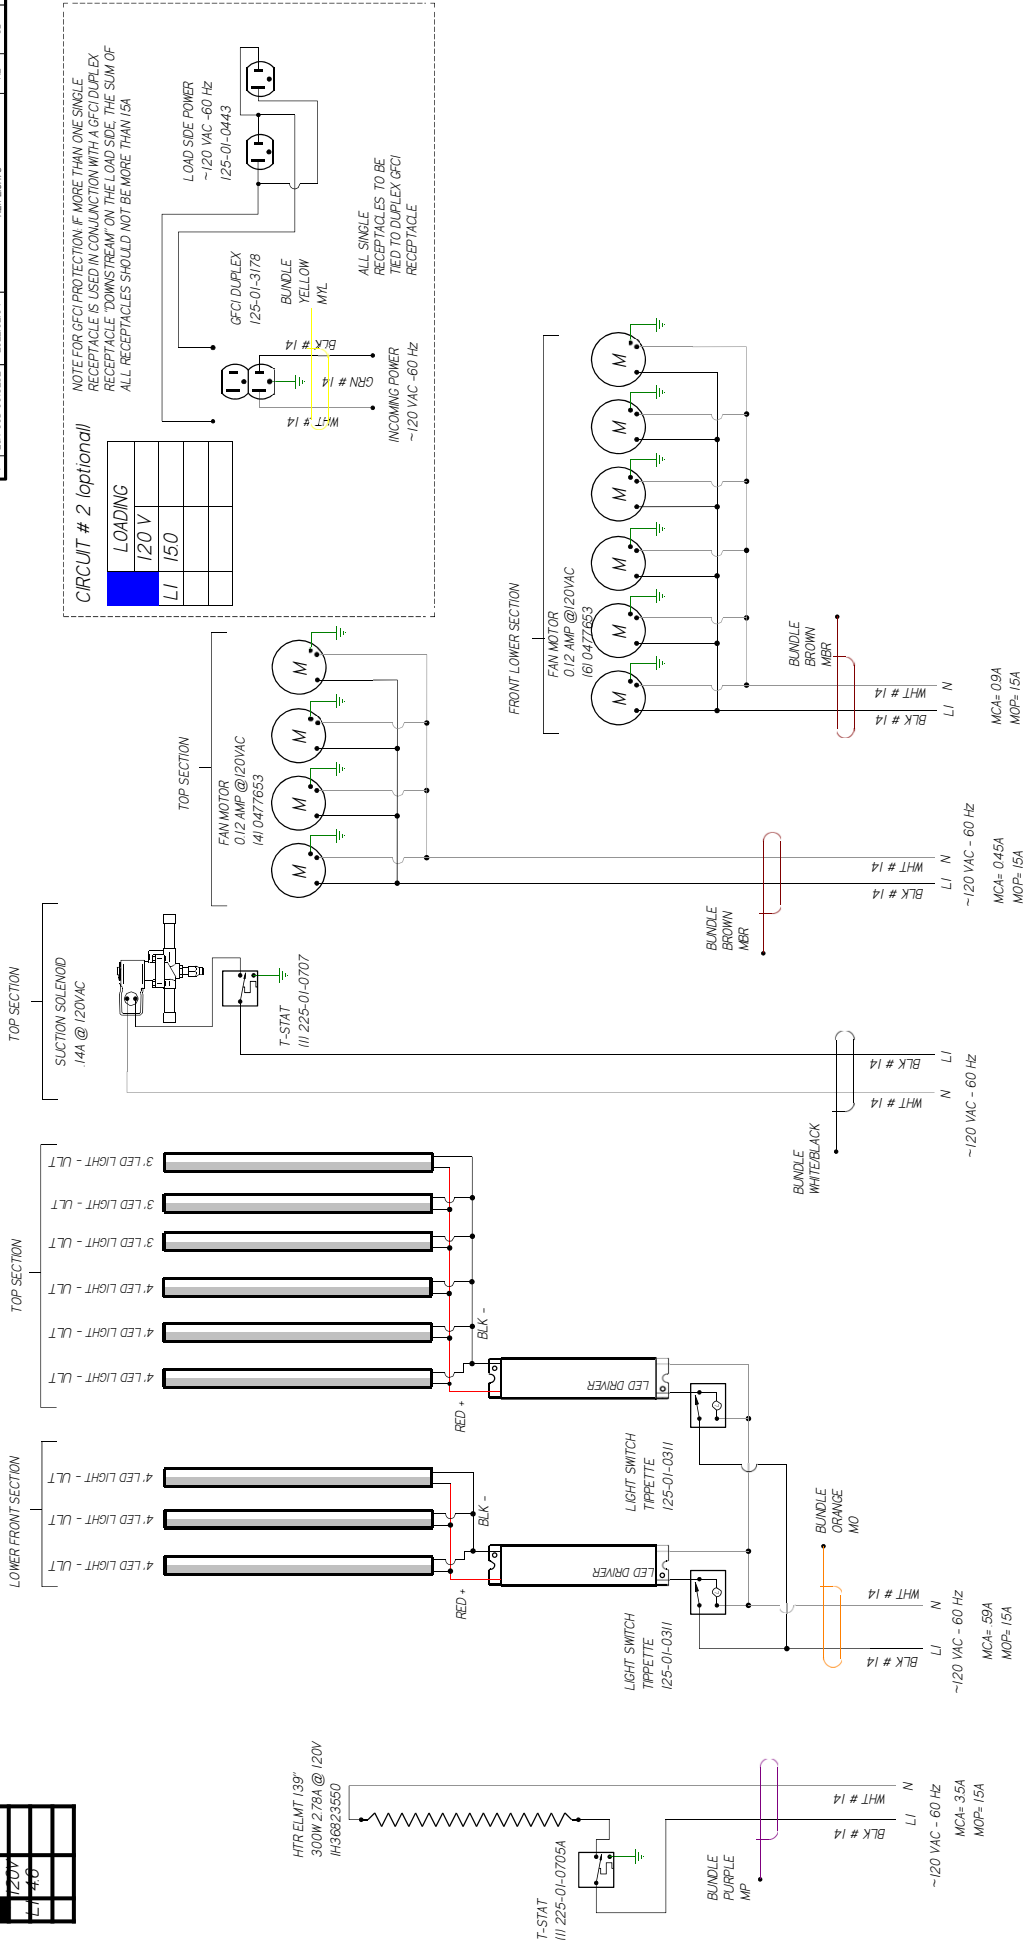 CIRCUIT # 2 (optional)
LOADING
120 V
L1 15.0
NOTE FOR GFCI PROTECTION: IF MORE THAN ONE SINGLE
RECEPTACLE IS USED IN CONJUNCTION WITH A GFCI DUPLEX
RECEPTACLE "DOWNSTREAM" ON THE LOAD SIDE, THE SUM OF
ALL RECEPTACLES SHOULD NOT BE MORE THAN 15A
LOAD SIDE POWER
~120 VAC -60 Hz
125-01-0443
GFCI DUPLEX
125-01-3178
BUNDLE
YELLOW
MYL
ALL SINGLE
RECEPTACLES TO BE
TIED TO DUPLEX GFCI
RECEPTACLE
BLK # 14
GRN # 14
WHT # 14
INCOMING POWER
~120 VAC -60 Hz
120V
L1 4.6
HTR ELMT 139"
300W 2.78A @ 120V
1H36823550
T-STAT
(1) 225-01-0705A
BUNDLE
PURPLE
MP
WHT # 14
BLK # 14
N
L1
~120 VAC - 60 Hz
MCA= 3.5A
MOP= 15A
LOWER FRONT SECTION
4' LED LIGHT - ULT
4' LED LIGHT - ULT
4' LED LIGHT - ULT
RED +
BLK -
LED DRIVER
LIGHT SWITCH
TIPPETTE
125-01-0311
TOP SECTION
4' LED LIGHT - ULT
4' LED LIGHT - ULT
4' LED LIGHT - ULT
3' LED LIGHT - ULT
3' LED LIGHT - ULT
3' LED LIGHT - ULT
RED +
BLK -
LED DRIVER
LIGHT SWITCH
TIPPETTE
125-01-0311
BUNDLE
ORANGE
MO
WHT # 14
BLK # 14
N
L1
~120 VAC - 60 Hz
MCA= .59A
MOP= 15A
TOP SECTION
SUCTION SOLENOID
.14A @ 120VAC
T-STAT
(1) 225-01-0707
BUNDLE
WHITE/BLACK
BLK # 14
WHT # 14
L1
N
~120 VAC - 60 Hz
TOP SECTION
FAN MOTOR
0.12 AMP @120VAC
(4) 0477653
M
M
M
M
BUNDLE
BROWN
MBR
WHT # 14
BLK # 14
L1 N
~120 VAC - 60 Hz
MCA= 0.45A
MOP= 15A
FRONT LOWER SECTION
FAN MOTOR
0.12 AMP @120VAC
(6) 0477653
M
M
M
M
M
M
BUNDLE
BROWN
MBR
WHT # 14
BLK # 14
L1 N
MCA= 0.9A
MOP= 15A